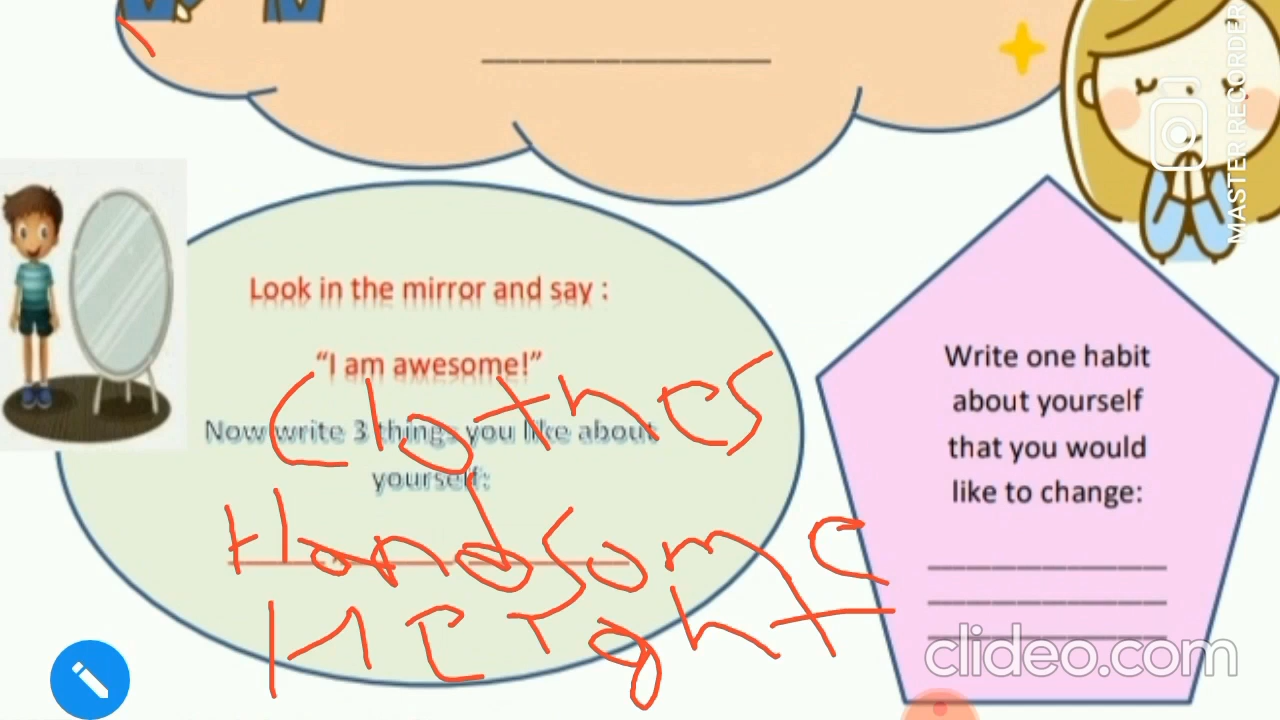 Look in the mirror and say :
"I am awesome!"
Clothes
Now write 3 things you like about
yourself:
Handsome
Height
Write one habit
about yourself
that you would
like to change:
MASTER RECORDER
clideo.com